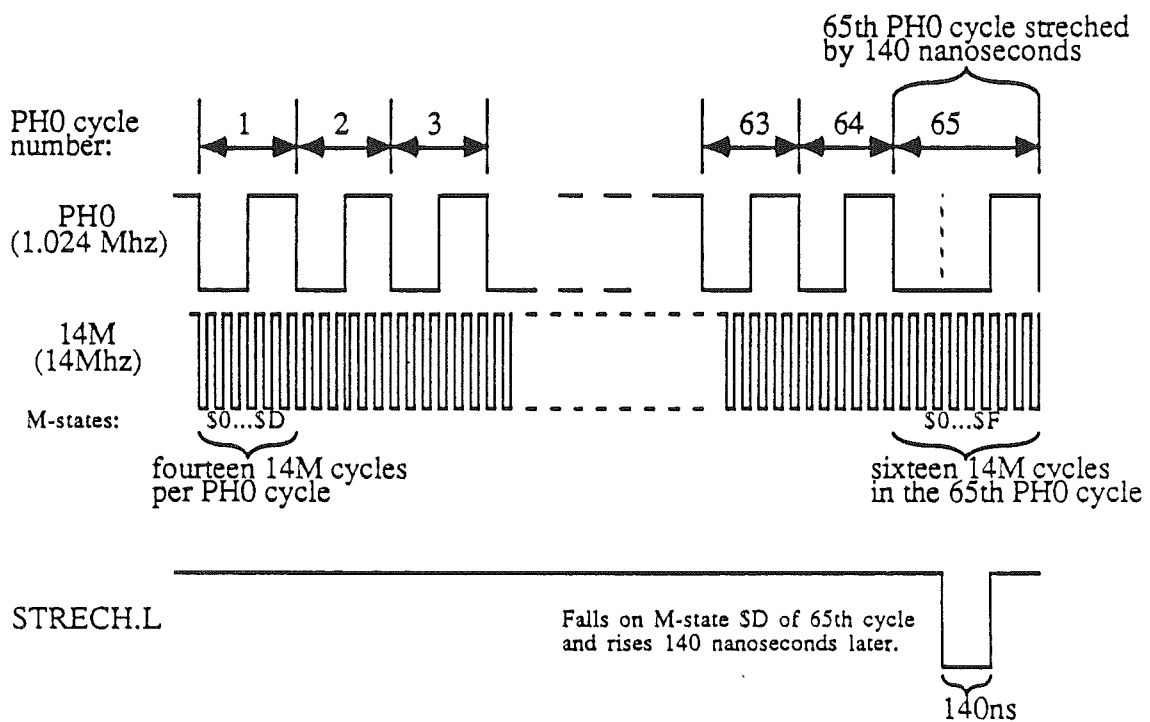 65th PH0 cycle streched
by 140 nanoseconds
PH0 cycle
number:
1
2
3
63
64
65
PH0
(1.024 Mhz)
14M
(14Mhz)
M-states:
$0...$D
$0...$F
fourteen 14M cycles
per PH0 cycle
sixteen 14M cycles
in the 65th PH0 cycle
STRECH.L
Falls on M-state $D of 65th cycle
and rises 140 nanoseconds later.
140ns